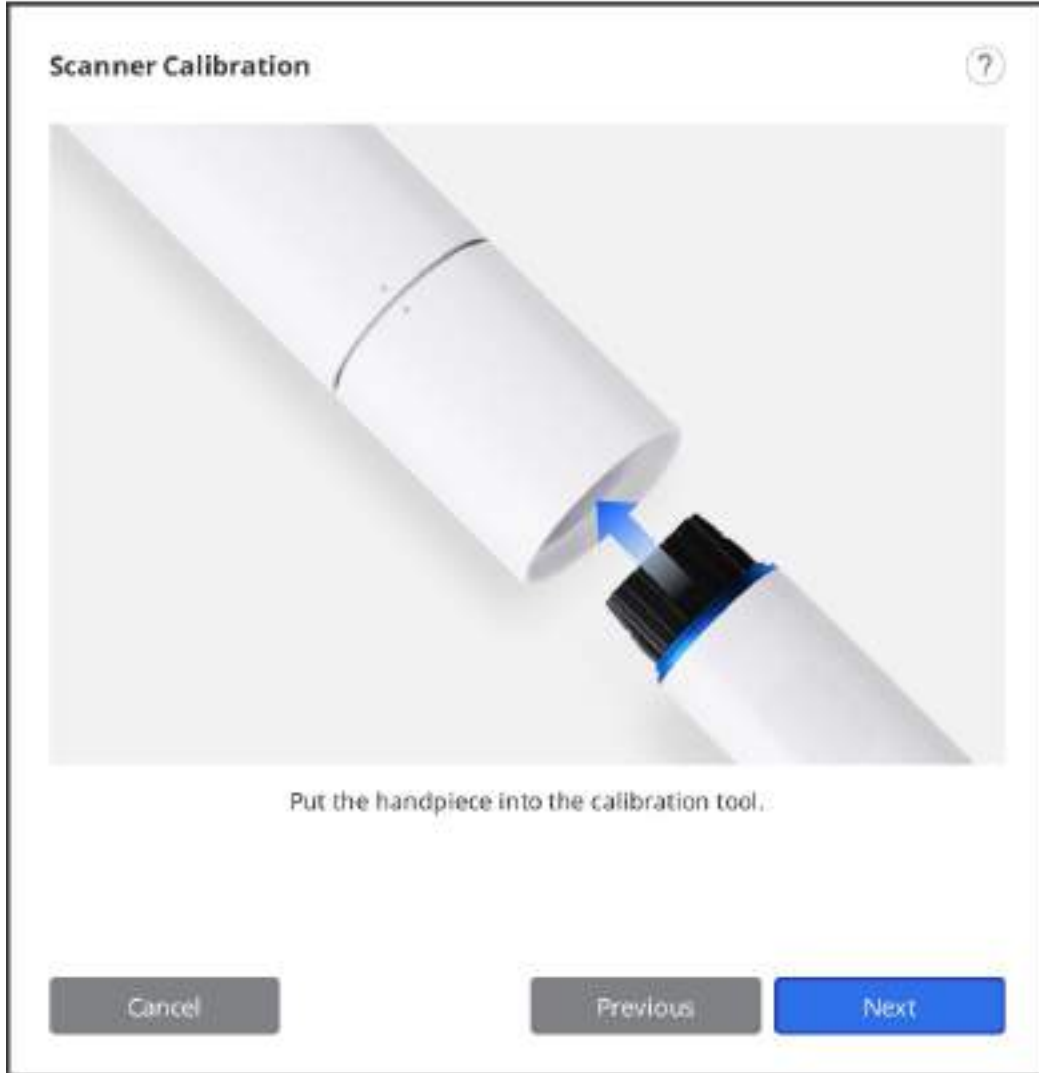 Scanner Calibration
?
Put the handpiece into the calibration tool.
Cancel
Previous
Next